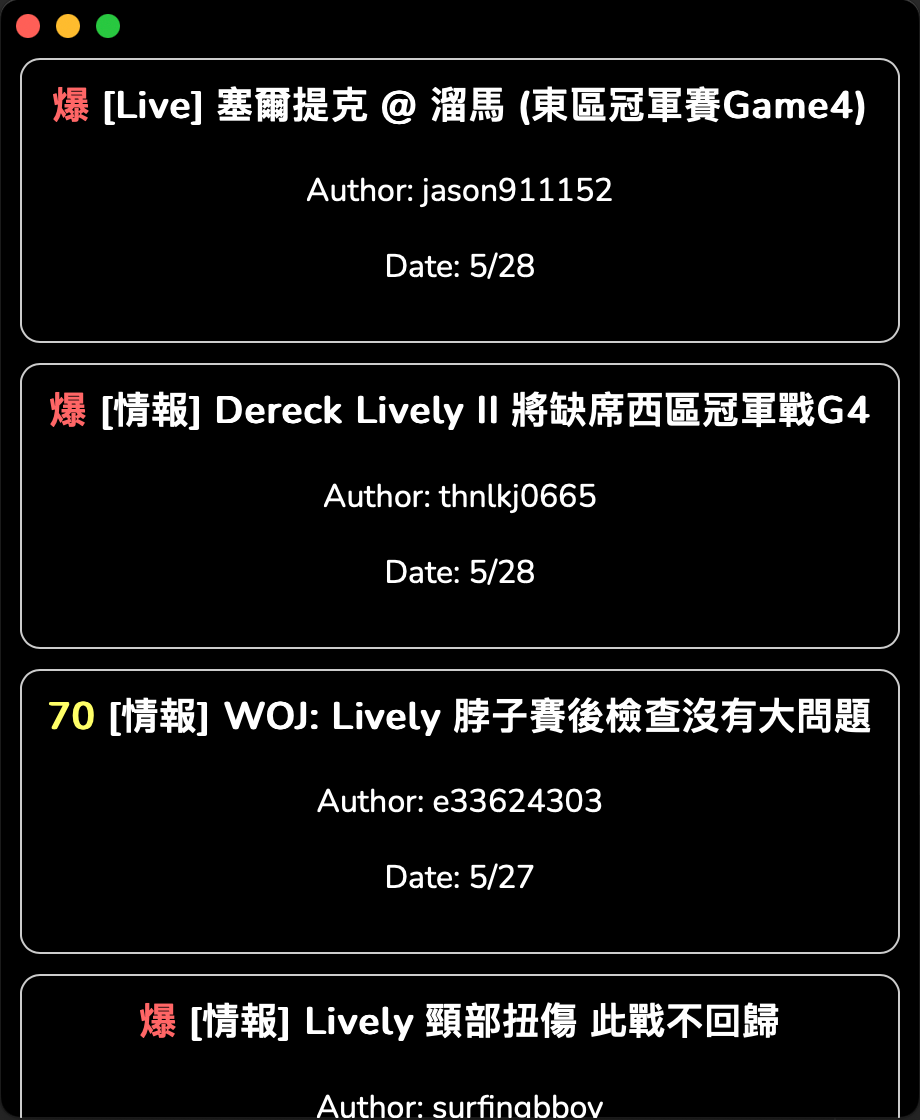 爆 [Live] 塞爾提克 @ 溜馬 (東區冠軍賽Game4)
Author: jason911152
Date: 5/28
爆 [情報] Dereck Lively II 將缺席西區冠軍戰G4
Author: thnlkj0665
Date: 5/28
70 [情報] WOJ: Lively 脖子賽後檢查沒有大問題
Author: e33624303
Date: 5/27
爆 [情報] Lively 頸部扭傷 此戰不回歸
Author: surfingboy